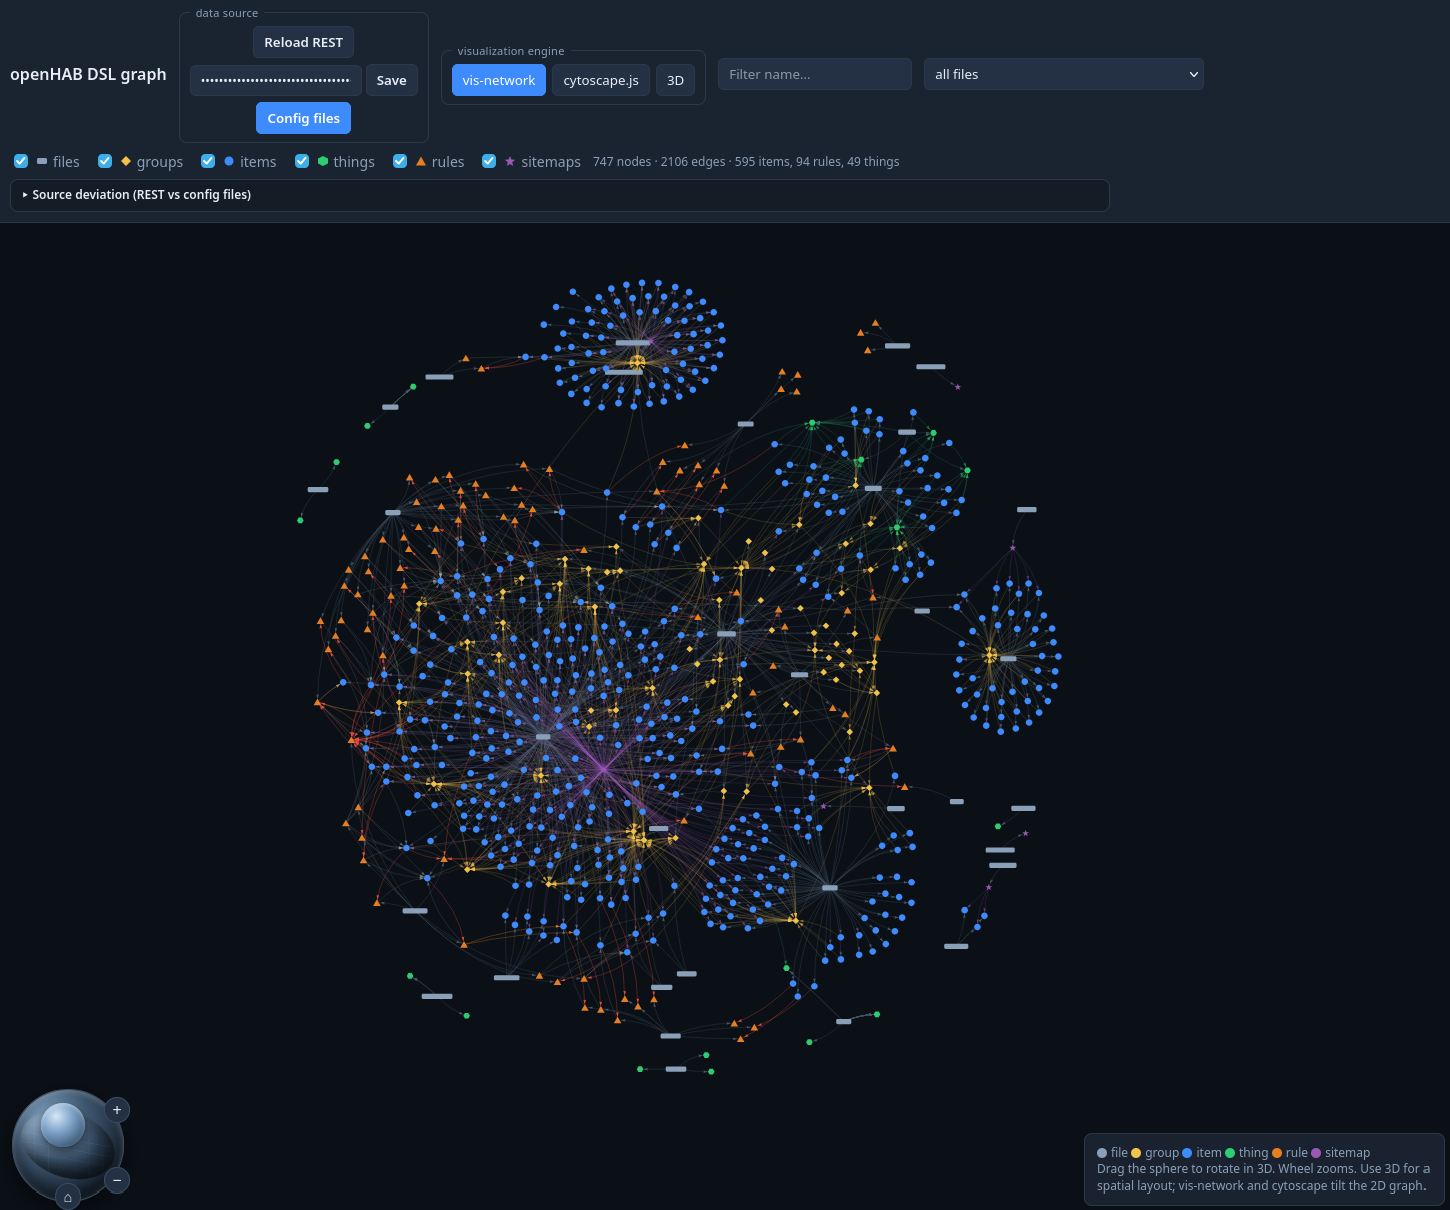 openHAB DSL graph
data source
Reload REST
••••••••••••••••••••••••••••••••• Save
Config files
visualization engine
vis-network cytoscape.js 3D
Filter name...
all files
files groups items things rules sitemaps 747 nodes · 2106 edges · 595 items, 94 rules, 49 things
Source deviation (REST vs config files)
+
−
⌂
file group item thing rule sitemap
Drag the sphere to rotate in 3D. Wheel zooms. Use 3D for a
spatial layout; vis-network and cytoscape tilt the 2D graph.